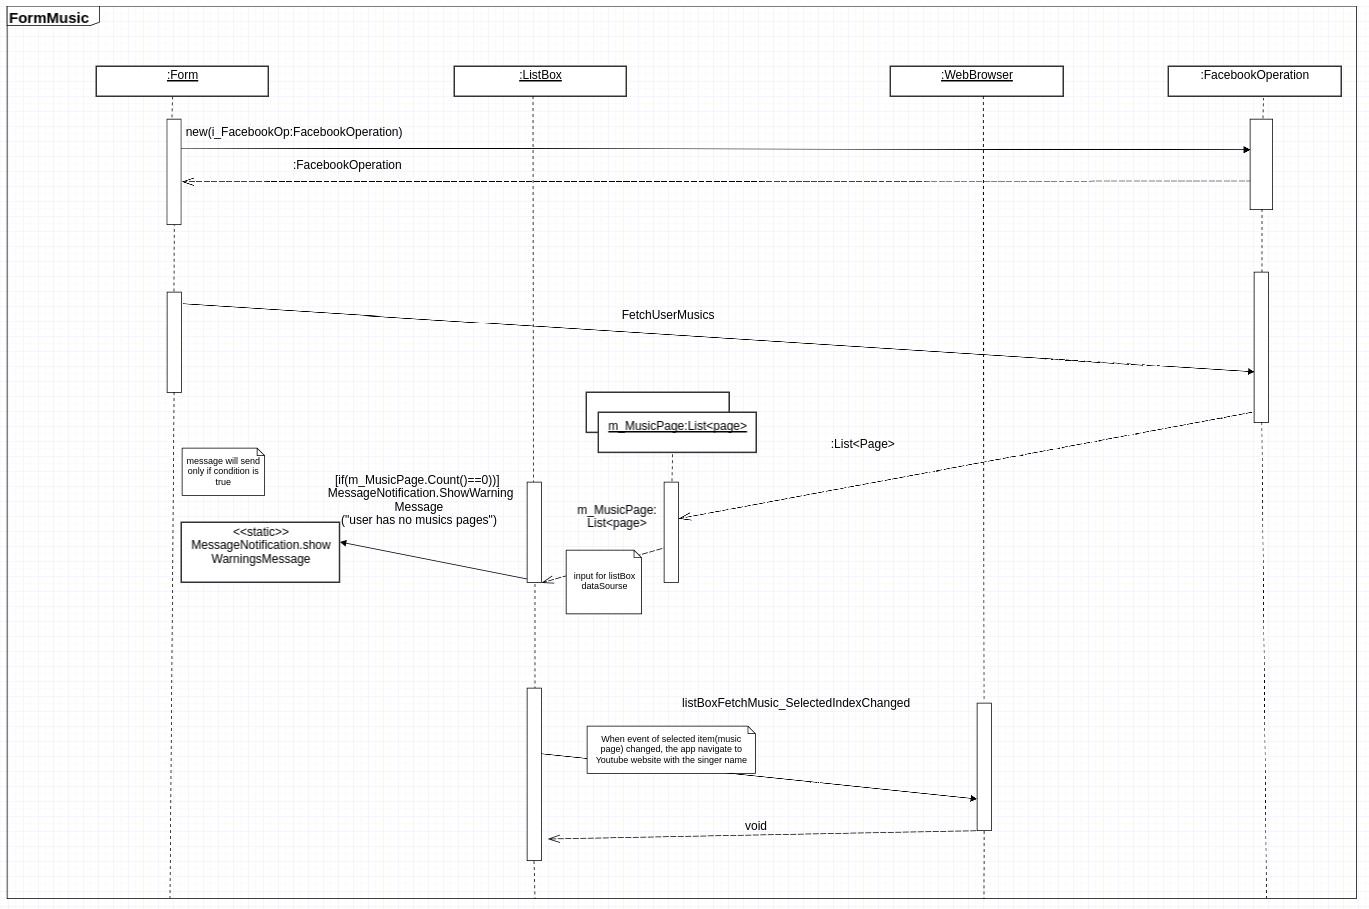 FormMusic
:Form
:ListBox
:WebBrowser
:FacebookOperation
new(i_FacebookOp:FacebookOperation)
:FacebookOperation
FetchUserMusics
m_MusicPage:List<page>
:List<Page>
message will send
only if condition is
true
[if(m_MusicPage.Count()==0))]
MessageNotification.ShowWarning
Message
("user has no musics pages")
m_MusicPage:
List<page>
<<static>>
MessageNotification.show
WarningsMessage
input for listBox
dataSourse
listBoxFetchMusic_SelectedIndexChanged
When event of selected item(music
page) changed, the app navigate to
Youtube website with the singer name
void